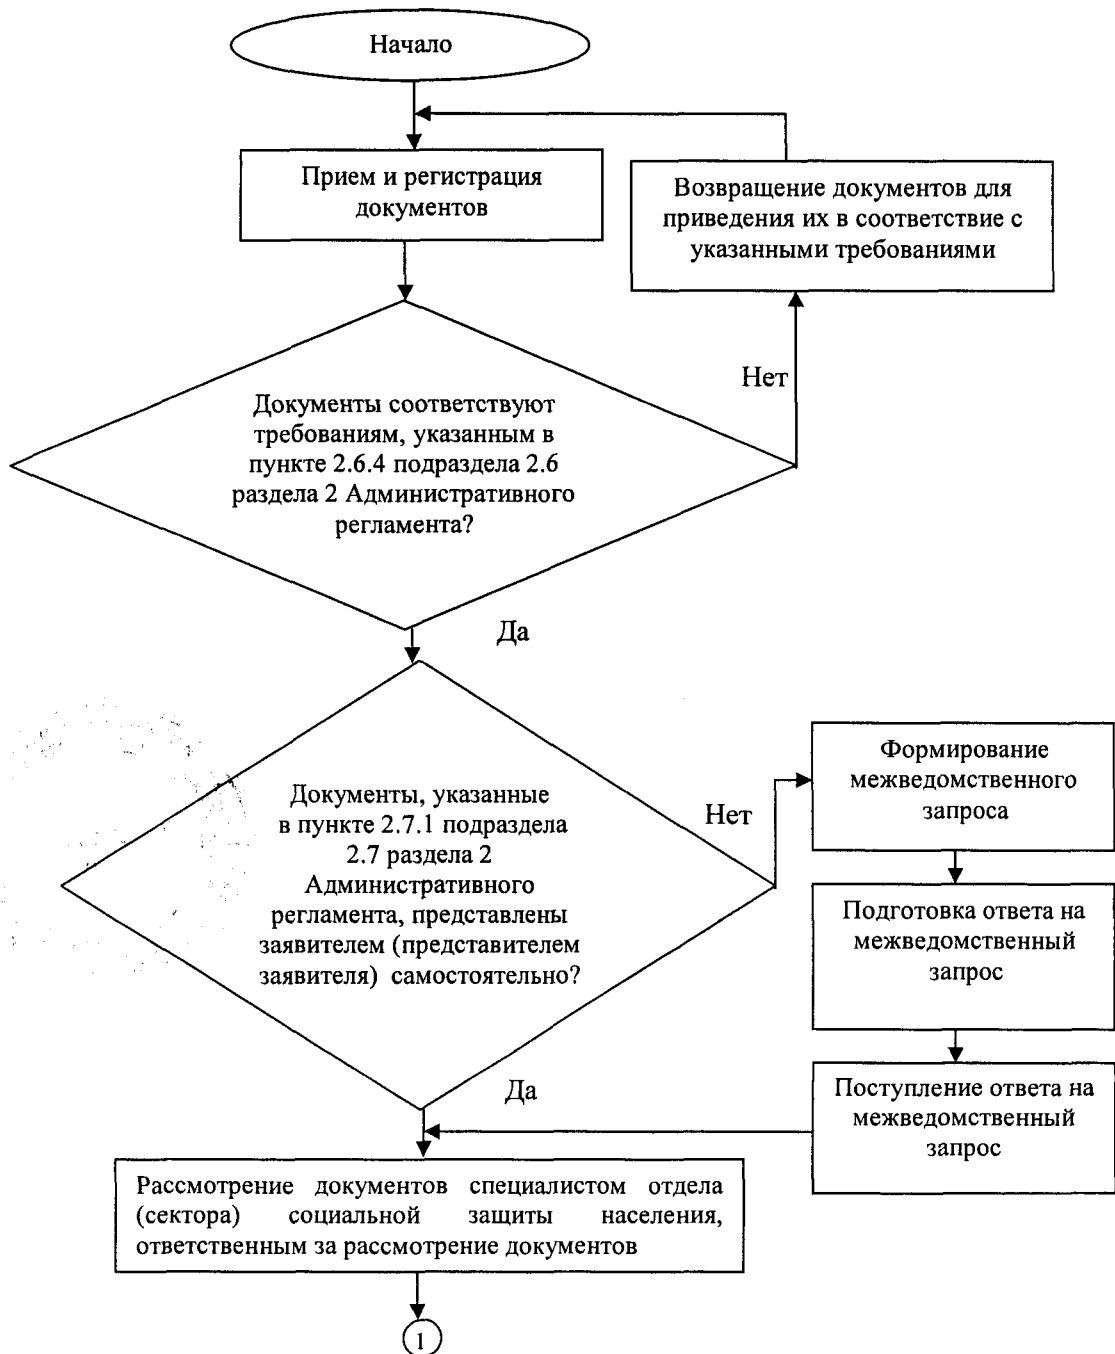 Начало
Прием и регистрация
документов
Возвращение документов для
приведения их в соответствие с
указанными требованиями
Нет
Документы соответствуют
требованиям, указанным в
пункте 2.6.4 подраздела 2.6
раздела 2 Административного
регламента?
Да
Документы, указанные
в пункте 2.7.1 подраздела
2.7 раздела 2
Административного
регламента, представлены
заявителем (представителем
заявителя) самостоятельно?
Нет
Формирование
межведомственного
запроса
Подготовка ответа на
межведомственный
запрос
Поступление ответа на
межведомственный
запрос
Да
Рассмотрение документов специалистом отдела
(сектора) социальной защиты населения,
ответственным за рассмотрение документов
1